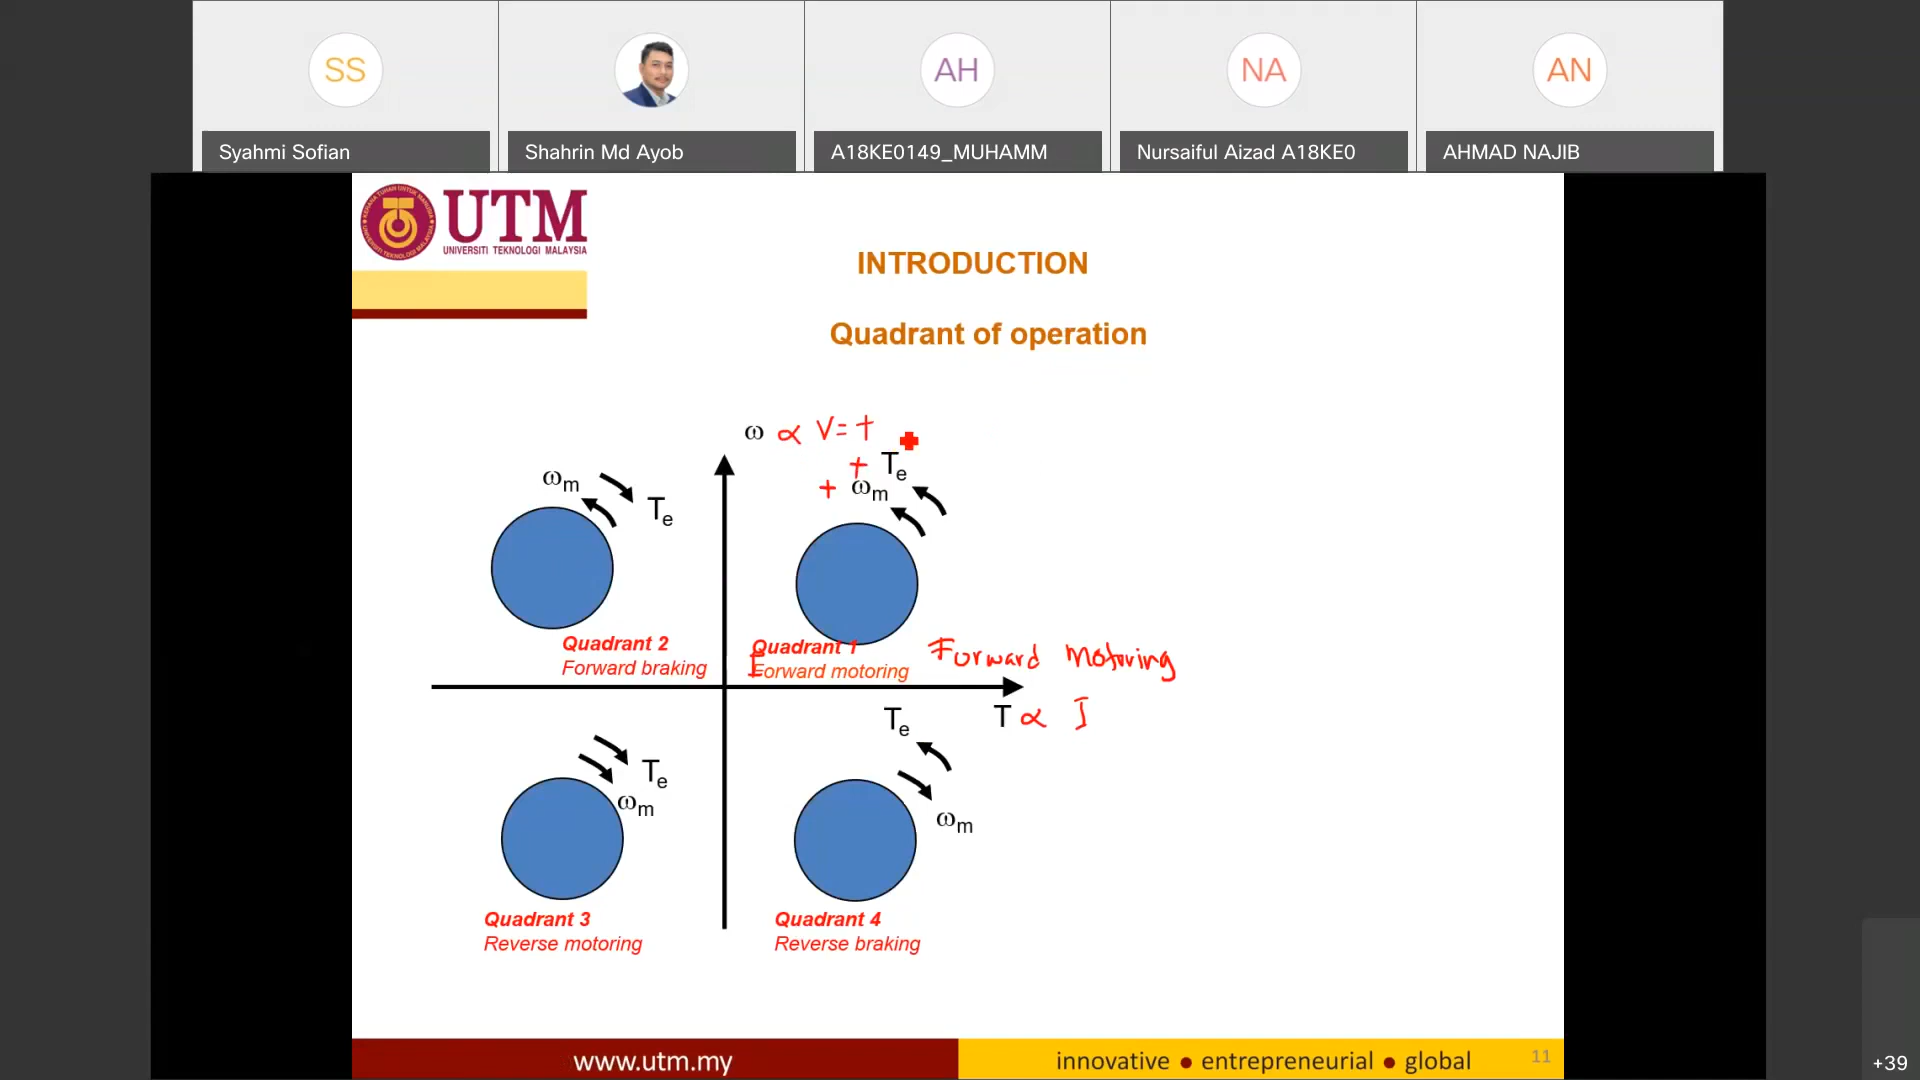 SS
AH
NA
AN
Syahmi Sofian
Shahrin Md Ayob
A18KE0149_MUHAMM
Nursaiful Aizad A18KE0
AHMAD NAJIB
UTM
UNIVERSITI TEKNOLOGI MALAYSIA
INTRODUCTION
Quadrant of operation
ω ∝ V= +
+ Te
+ ωm
ωm
Te
Quadrant 2
Forward braking
Quadrant 1
Forward motoring
Forward Motoring
T ∝ I
Te
ωm
Te
ωm
Quadrant 3
Reverse motoring
Quadrant 4
Reverse braking
www.utm.my
innovative ● entrepreneurial ● global
11
+39